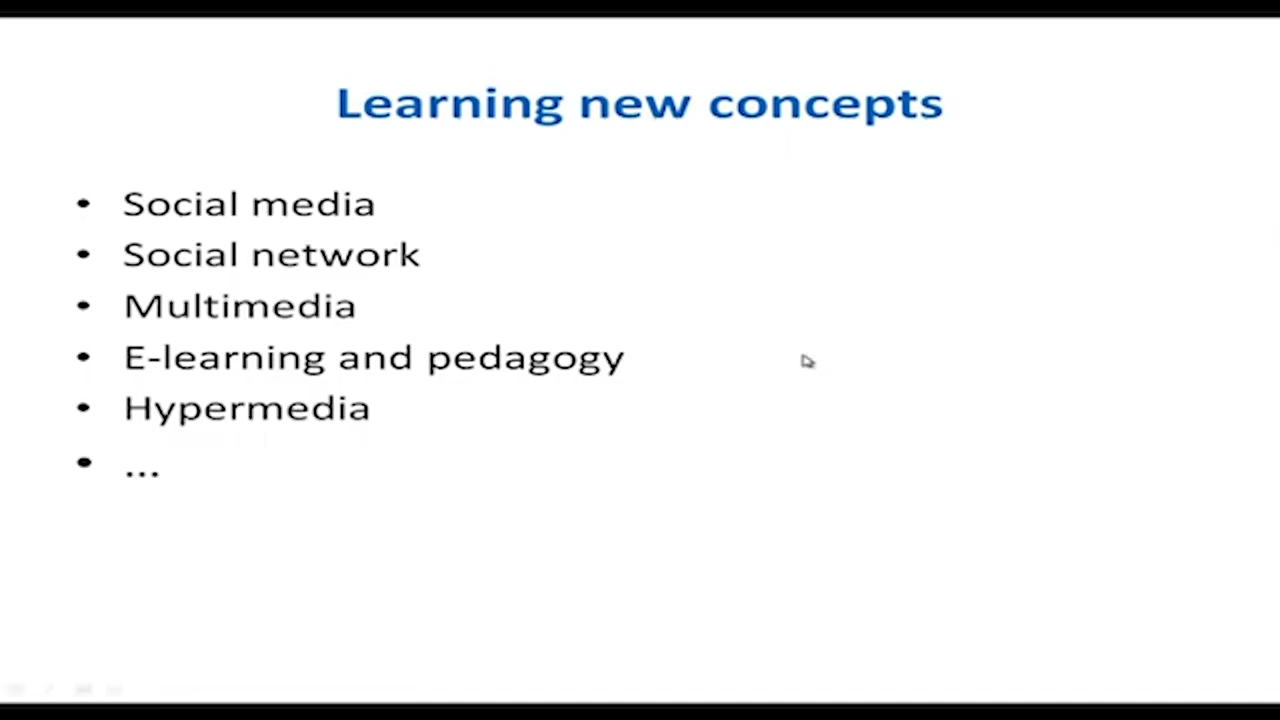 Learning new concepts
• Social media
• Social network
• Multimedia
• E-learning and pedagogy
• Hypermedia
• ...